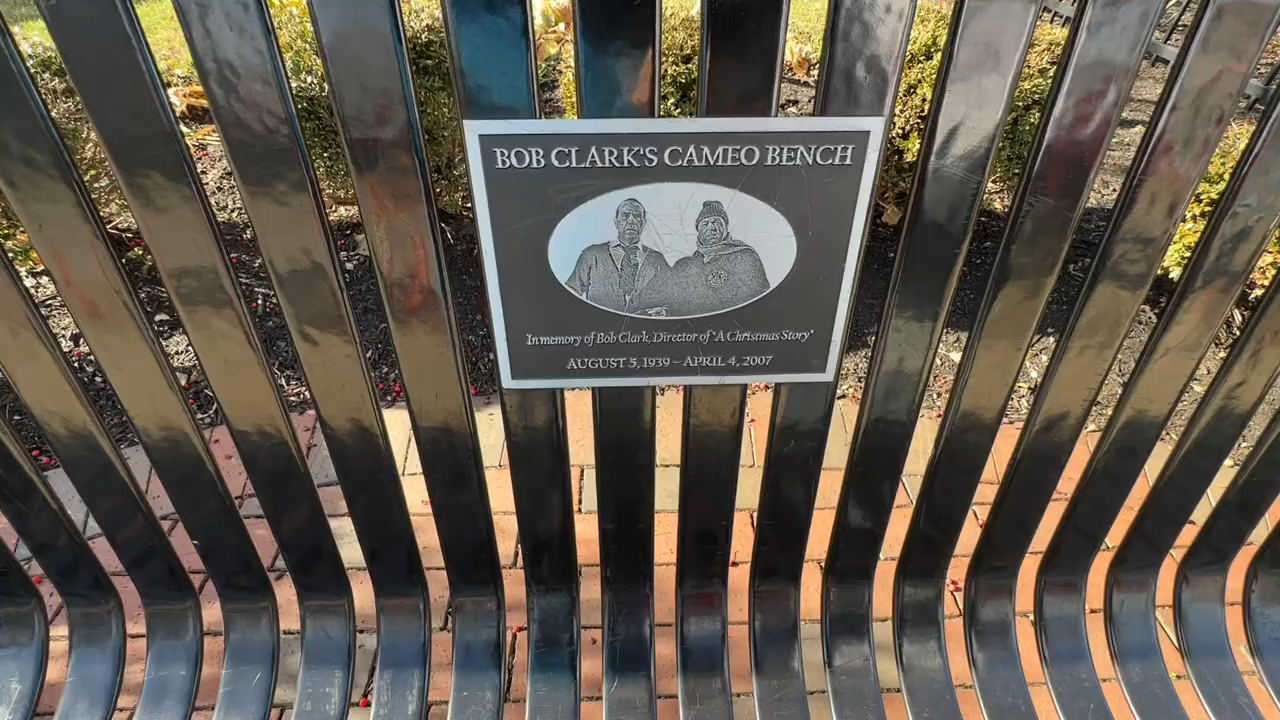 BOB CLARK'S CAMEO BENCH
In memory of Bob Clark, Director of "A Christmas Story"
AUGUST 5, 1939 – APRIL 4, 2007